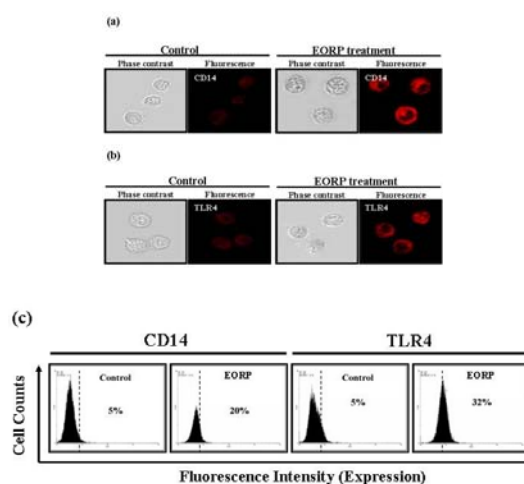 (a)
Control EORP treatment
Phase contrast Fluorescence Phase contrast Fluorescence
CD14 CD14
(b)
Control EORP treatment
Phase contrast Fluorescence Phase contrast Fluorescence
TLR4 TLR4
(c)
CD14 TLR4
Cell Counts
Control EORP Control EORP
5% 20% 5% 32%
Fluorescence Intensity (Expression)